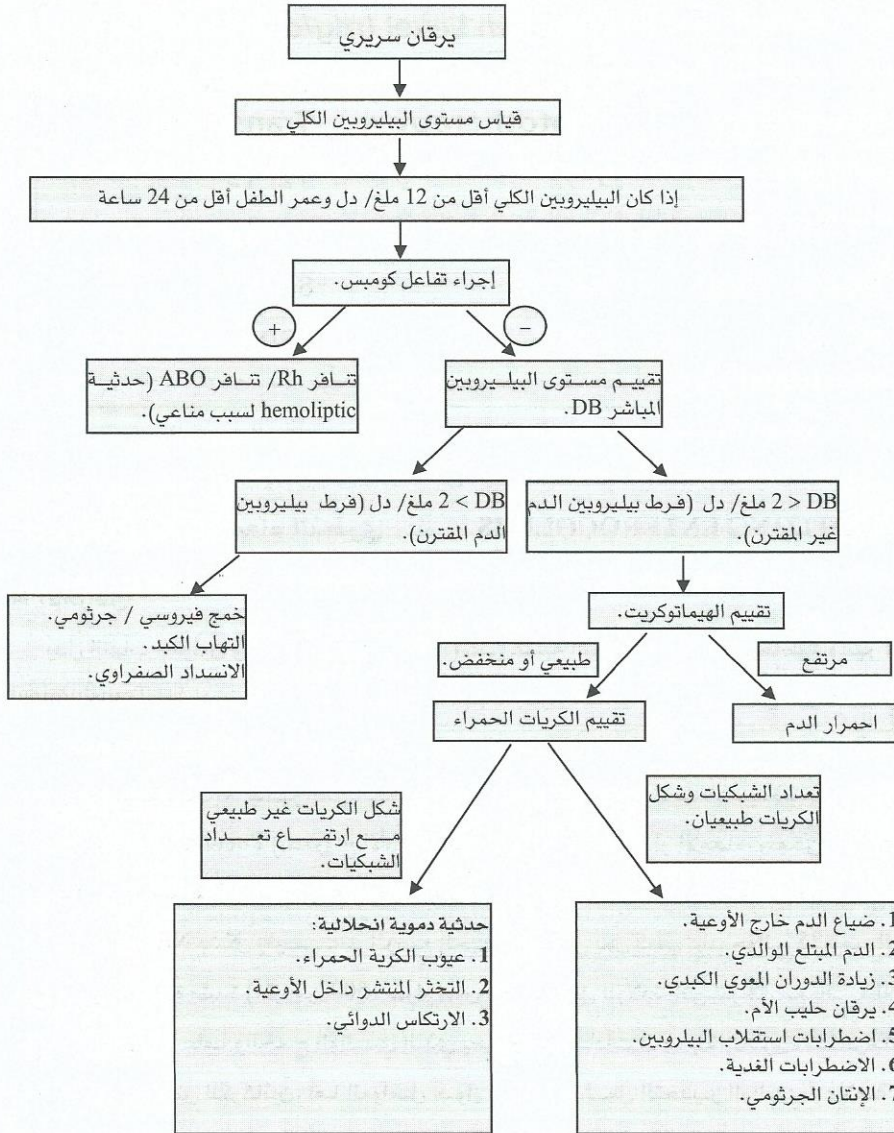 يرقان سريري
قياس مستوى البيليروبين الكلي
إذا كان البيليروبين الكلي أقل من 12 ملغ/ دل وعمر الطفل أقل من 24 ساعة
إجراء تفاعل كومبس.
+
−
تنافر Rh/ تنافر ABO (حدثية
hemoliptic لسبب مناعي).
تقييم مستوى البيليروبين
المباشر DB.
DB > 2 ملغ/ دل (فرط بيليروبين
الدم المقترن).
DB < 2 ملغ/ دل (فرط بيليروبين الدم
غير المقترن).
خمج فيروسي / جرثومي.
التهاب الكبد.
الانسداد الصفراوي.
تقييم الهيماتوكريت.
طبيعي أو منخفض.
مرتفع
تقييم الكريات الحمراء
احمرار الدم
شكل الكريات غير طبيعي
مع ارتفاع تعداد
الشبكيات.
تعداد الشبكيات وشكل
الكريات طبيعيان.
حدثية دموية انحلالية:
1. عيوب الكرية الحمراء.
2. التخثر المنتشر داخل الأوعية.
3. الارتكاس الدوائي.
1. ضياع الدم خارج الأوعية.
2. الدم المبتلع الوالدي.
3. زيادة الدوران المعوي الكبدي.
4. يرقان حليب الأم.
5. اضطرابات استقلاب البيلروبين.
6. الاضطرابات الغدية.
7. الإنتان الجرثومي.